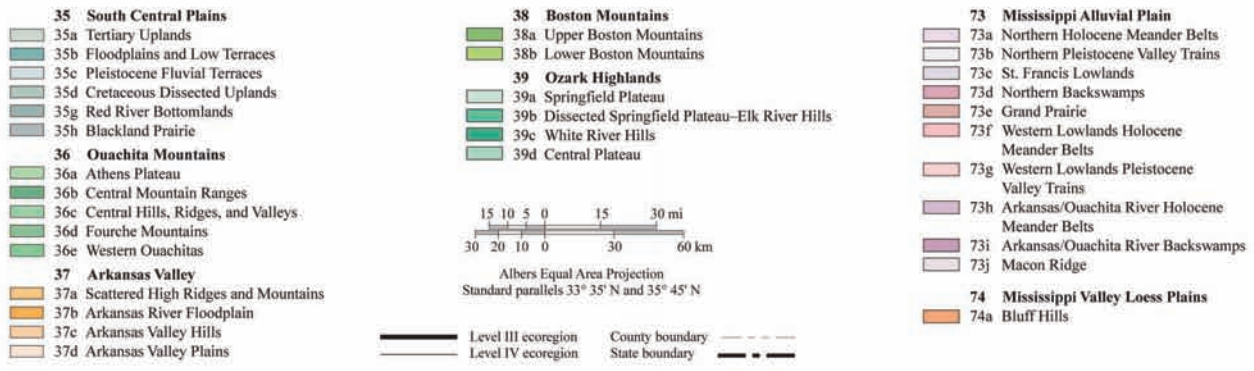 35 South Central Plains
35a Tertiary Uplands
35b Floodplains and Low Terraces
35c Pleistocene Fluvial Terraces
35d Cretaceous Dissected Uplands
35g Red River Bottomlands
35h Blackland Prairie
36 Ouachita Mountains
36a Athens Plateau
36b Central Mountain Ranges
36c Central Hills, Ridges, and Valleys
36d Fourche Mountains
36e Western Ouachitas
37 Arkansas Valley
37a Scattered High Ridges and Mountains
37b Arkansas River Floodplain
37c Arkansas Valley Hills
37d Arkansas Valley Plains
38 Boston Mountains
38a Upper Boston Mountains
38b Lower Boston Mountains
39 Ozark Highlands
39a Springfield Plateau
39b Dissected Springfield Plateau–Elk River Hills
39c White River Hills
39d Central Plateau
15 10 5 0 15 30 mi
30 20 10 0 30 60 km
Albers Equal Area Projection
Standard parallels 33° 35' N and 35° 45' N
Level III ecoregion
Level IV ecoregion
County boundary
State boundary
73 Mississippi Alluvial Plain
73a Northern Holocene Meander Belts
73b Northern Pleistocene Valley Trains
73c St. Francis Lowlands
73d Northern Backswamps
73e Grand Prairie
73f Western Lowlands Holocene
Meander Belts
73g Western Lowlands Pleistocene
Valley Trains
73h Arkansas/Ouachita River Holocene
Meander Belts
73i Arkansas/Ouachita River Backswamps
73j Macon Ridge
74 Mississippi Valley Loess Plains
74a Bluff Hills